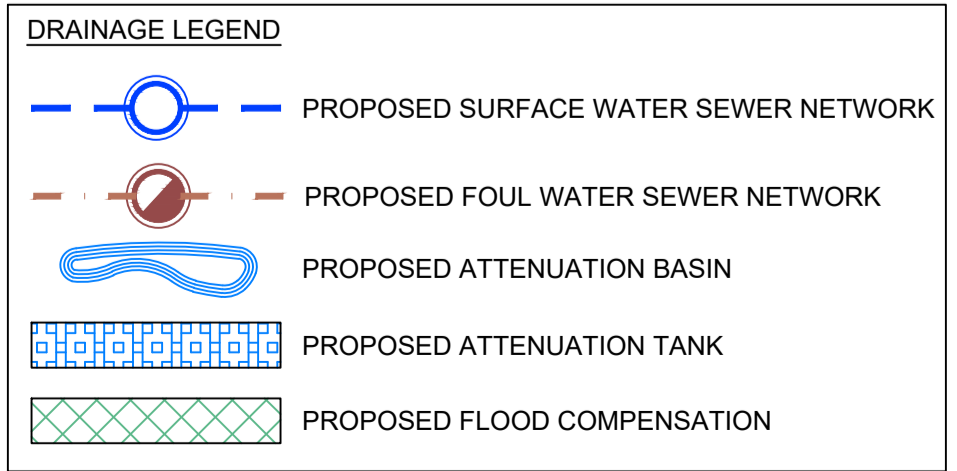 DRAINAGE LEGEND
PROPOSED SURFACE WATER SEWER NETWORK
PROPOSED FOUL WATER SEWER NETWORK
PROPOSED ATTENUATION BASIN
PROPOSED ATTENUATION TANK
PROPOSED FLOOD COMPENSATION